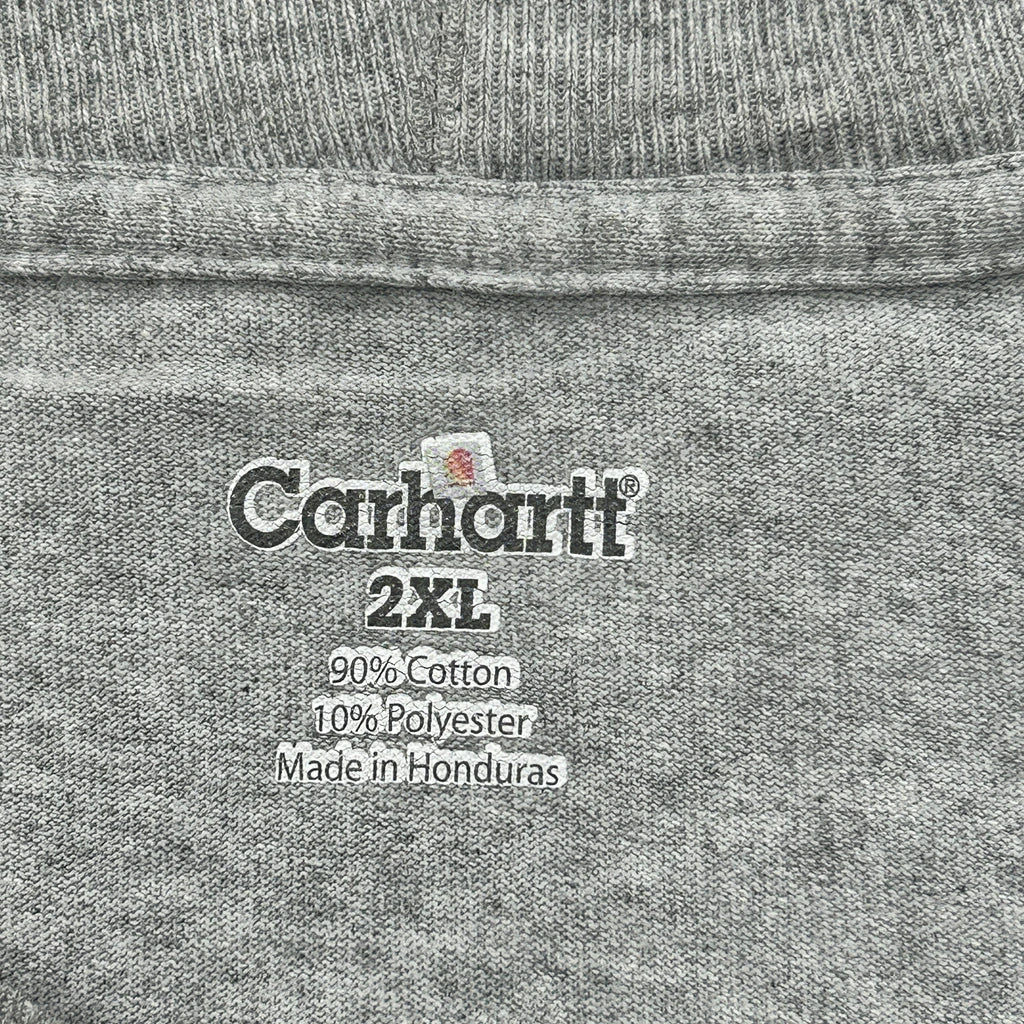 Carhartt®
2XL
90% Cotton
10% Polyester
Made in Honduras